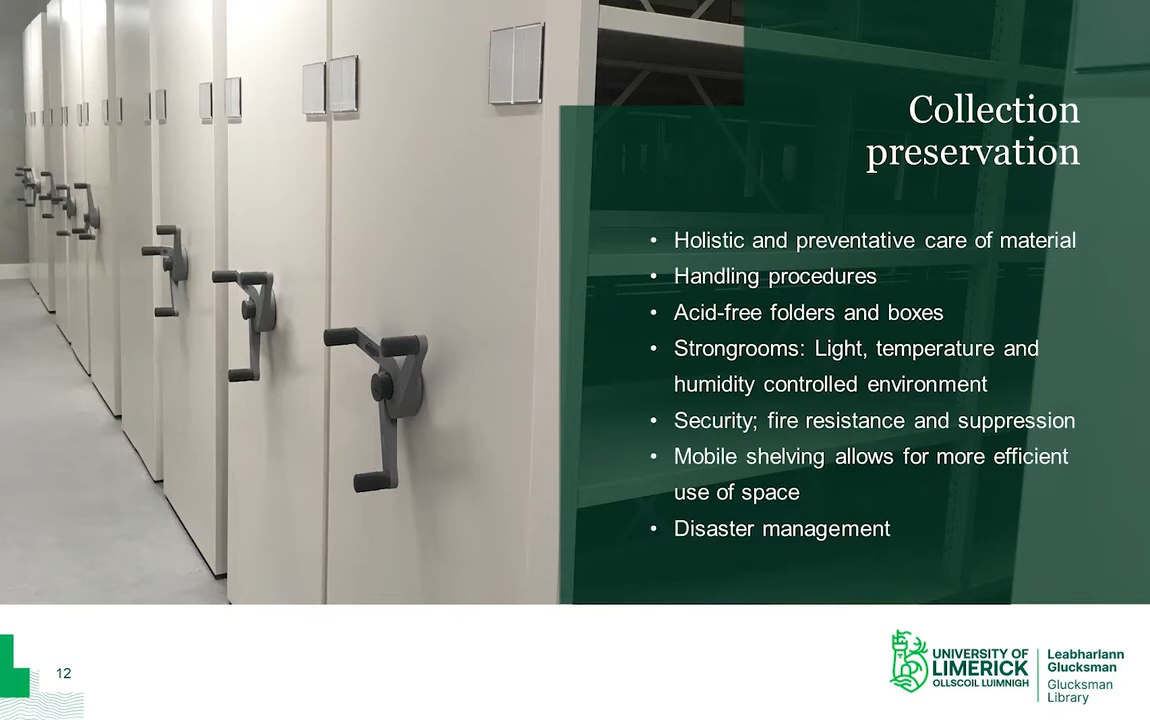 Collection
preservation
• Holistic and preventative care of material
• Handling procedures
• Acid-free folders and boxes
• Strongrooms: Light, temperature and
humidity controlled environment
• Security; fire resistance and suppression
• Mobile shelving allows for more efficient
use of space
• Disaster management
12
UNIVERSITY OF
LIMERICK
OLLSCOIL LUIMNIGH
Leabharlann
Glucksman
Glucksman
Library